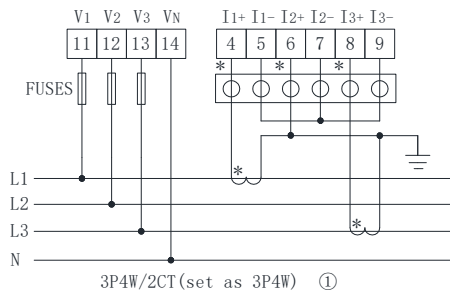 V1 V2 V3 VN I1+ I1- I2+ I2- I3+ I3-
11 12 13 14 4 5 6 7 8 9
* * *
FUSES
*
L1
L2
*
L3
N
3P4W/2CT(set as 3P4W) ①